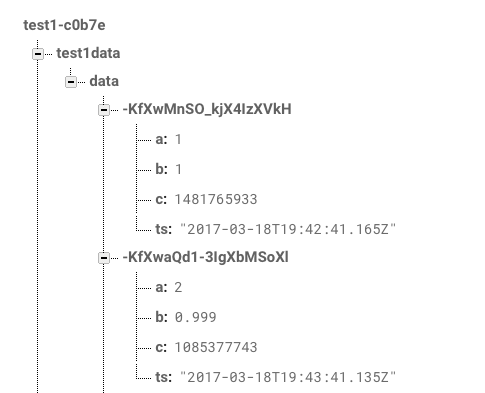 test1-c0b7e
test1data
data
-KfXwMnSO_kjX4IzXVkH
a: 1
b: 1
c: 1481765933
ts: "2017-03-18T19:42:41.165Z"
-KfXwaQd1-3IgXbMSoXl
a: 2
b: 0.999
c: 1085377743
ts: "2017-03-18T19:43:41.135Z"